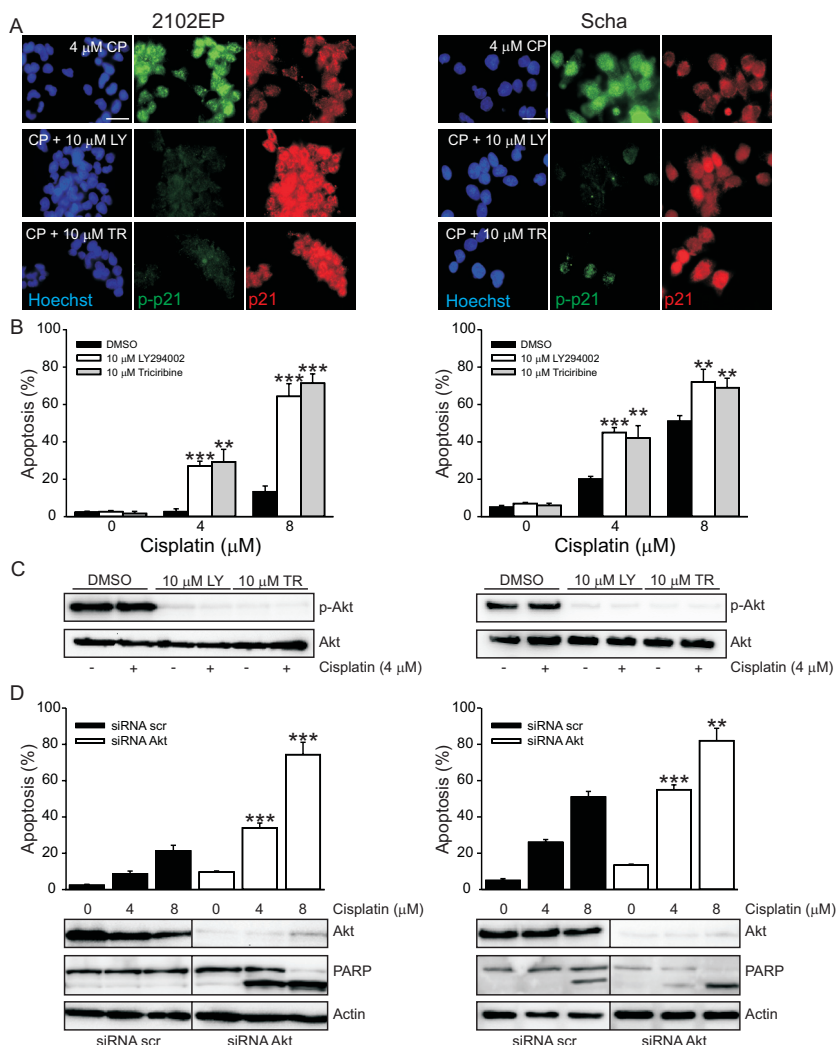 A
2102EP
Scha
4 μM CP
4 μM CP
CP + 10 μM LY
CP + 10 μM LY
CP + 10 μM TR
CP + 10 μM TR
Hoechst
p-p21
p21
Hoechst
p-p21
p21
B
100
80
60
40
20
0
Apoptosis (%)
DMSO
10 μM LY294002
10 μM Triciribine
***
**
***
***
0
4
8
Cisplatin (μM)
100
80
60
40
20
0
Apoptosis (%)
DMSO
10 μM LY294002
10 μM Triciribine
***
**
**
**
0
4
8
Cisplatin (μM)
C
DMSO
10 μM LY
10 μM TR
p-Akt
Akt
- + - + - + Cisplatin (4 μM)
DMSO
10 μM LY
10 μM TR
p-Akt
Akt
- + - + - + Cisplatin (4 μM)
D
100
80
60
40
20
0
Apoptosis (%)
siRNA scr
siRNA Akt
***
***
0 4 8 0 4 8 Cisplatin (μM)
Akt
PARP
Actin
siRNA scr
siRNA Akt
100
80
60
40
20
0
Apoptosis (%)
siRNA scr
siRNA Akt
***
**
0 4 8 0 4 8 Cisplatin (μM)
Akt
PARP
Actin
siRNA scr
siRNA Akt